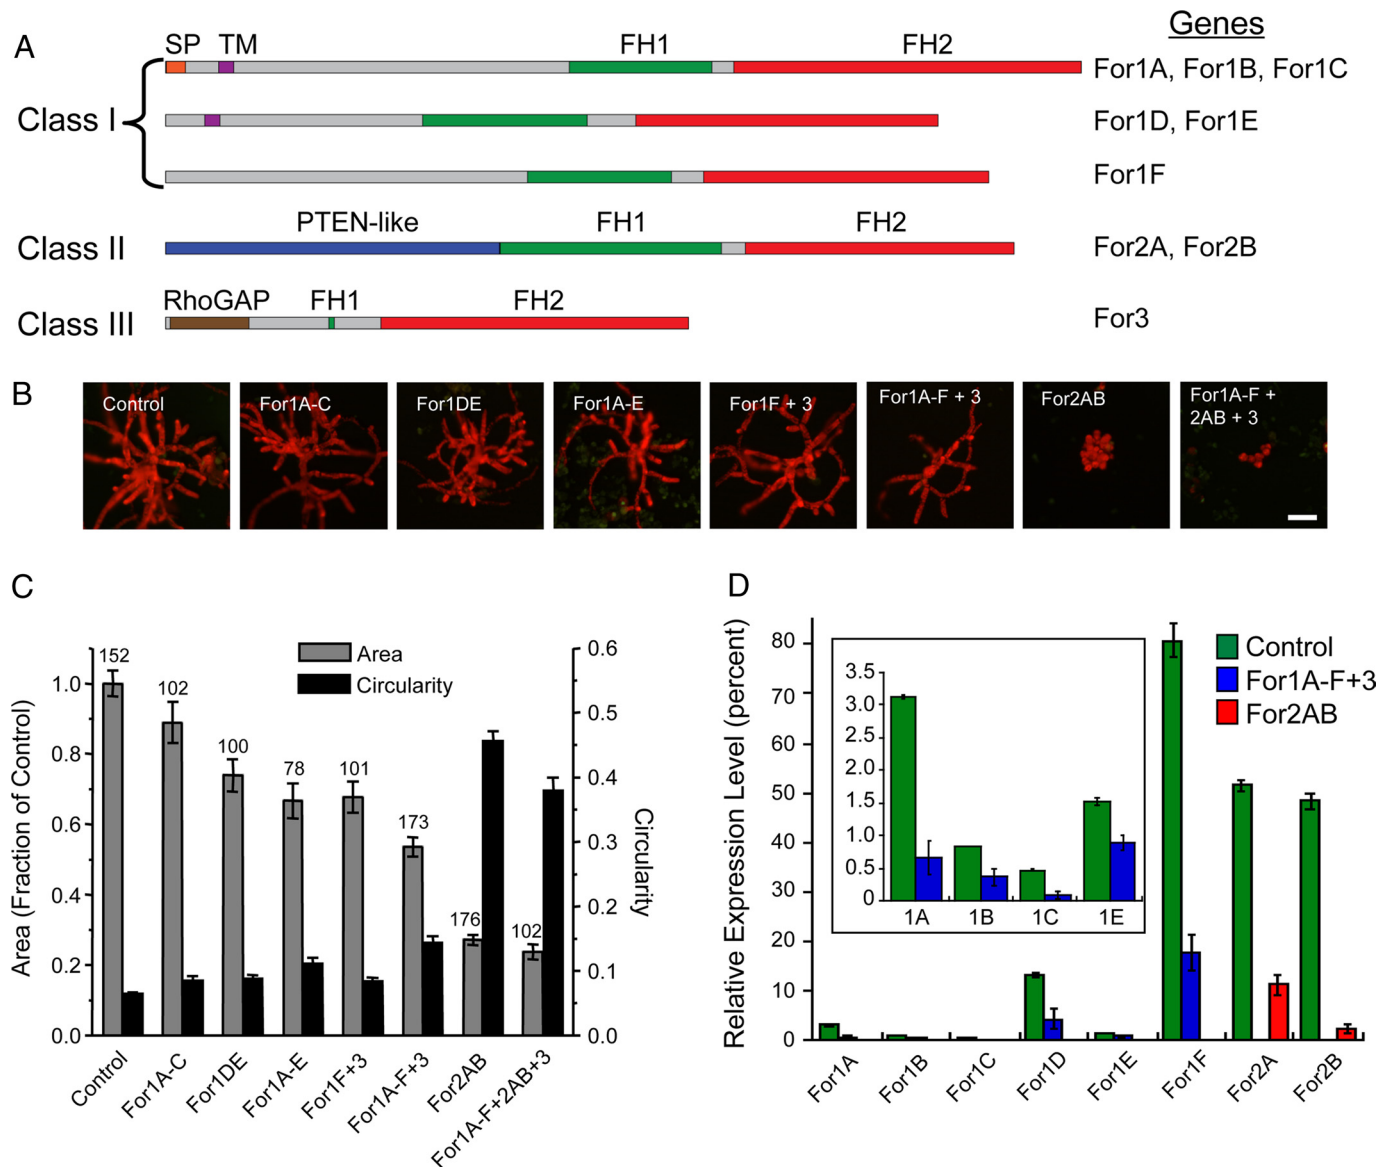 A
Genes
SP TM FH1 FH2
For1A, For1B, For1C
Class I
For1D, For1E
For1F
PTEN-like FH1 FH2
Class II
For2A, For2B
RhoGAP FH1 FH2
Class III
For3
B
Control
For1A-C
For1DE
For1A-E
For1F + 3
For1A-F + 3
For2AB
For1A-F +
2AB + 3
C
Area (Fraction of Control)
1.0
0.8
0.6
0.4
0.2
0.0
152
102
100
78
101
173
176
102
Area
Circularity
0.6
0.5
0.4
0.3
0.2
0.1
0.0
Circularity
Control
For1A-C
For1DE
For1A-E
For1F+3
For1A-F+3
For2AB
For1A-F+2AB+3
D
Relative Expression Level (percent)
80
70
60
50
40
30
20
10
0
3.5
3.0
2.5
2.0
1.5
1.0
0.5
0
1A
1B
1C
1E
Control
For1A-F+3
For2AB
For1A
For1B
For1C
For1D
For1E
For1F
For2A
For2B